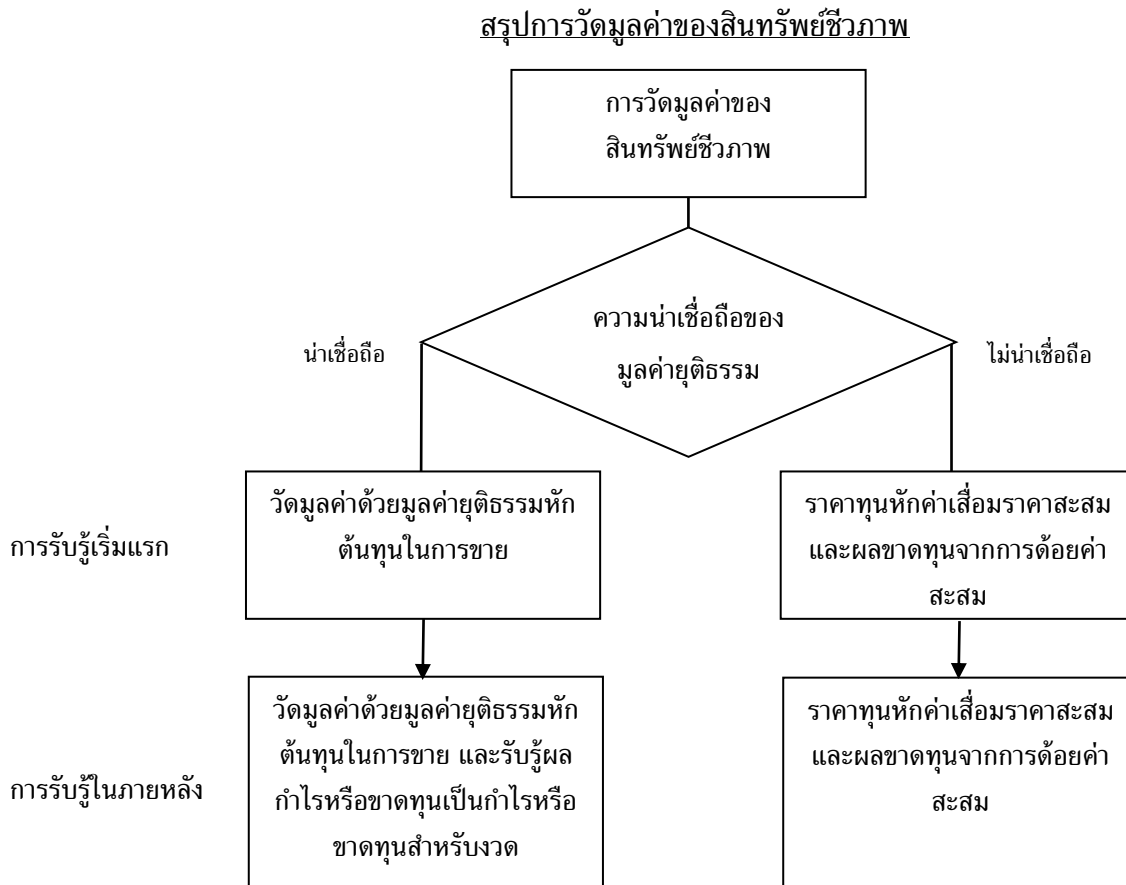 สรุปการวัดมูลค่าของสินทรัพย์ชีวภาพ
การวัดมูลค่าของ
สินทรัพย์ชีวภาพ
ความน่าเชื่อถือของ
มูลค่ายุติธรรม
น่าเชื่อถือ
ไม่น่าเชื่อถือ
การรับรู้เริ่มแรก
วัดมูลค่าด้วยมูลค่ายุติธรรมหัก
ต้นทุนในการขาย
ราคาทุนหักค่าเสื่อมราคาสะสม
และผลขาดทุนจากการด้อยค่า
สะสม
การรับรู้ในภายหลัง
วัดมูลค่าด้วยมูลค่ายุติธรรมหัก
ต้นทุนในการขาย และรับรู้ผล
กำไรหรือขาดทุนเป็นกำไรหรือ
ขาดทุนสำหรับงวด
ราคาทุนหักค่าเสื่อมราคาสะสม
และผลขาดทุนจากการด้อยค่า
สะสม